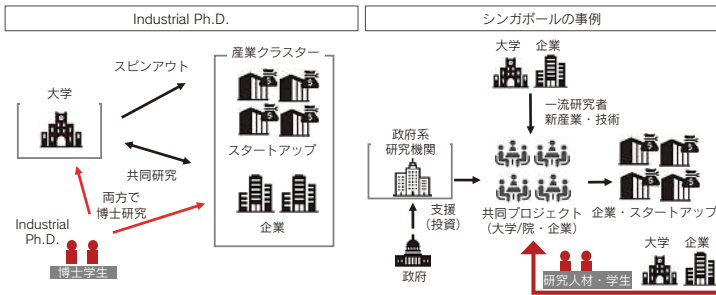 Industrial Ph.D.
産業クラスター
スピンアウト
大学
スタートアップ
共同研究
両方で
博士研究
企業
Industrial
Ph.D.
博士学生
シンガポールの事例
大学
企業
一流研究者
新産業・技術
政府系
研究機関
支援
(投資)
政府
共同プロジェクト
(大学/院・企業)
企業・スタートアップ
大学
企業
研究人材・学生